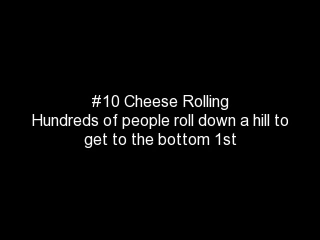 #10 Cheese Rolling
Hundreds of people roll down a hill to
get to the bottom 1st